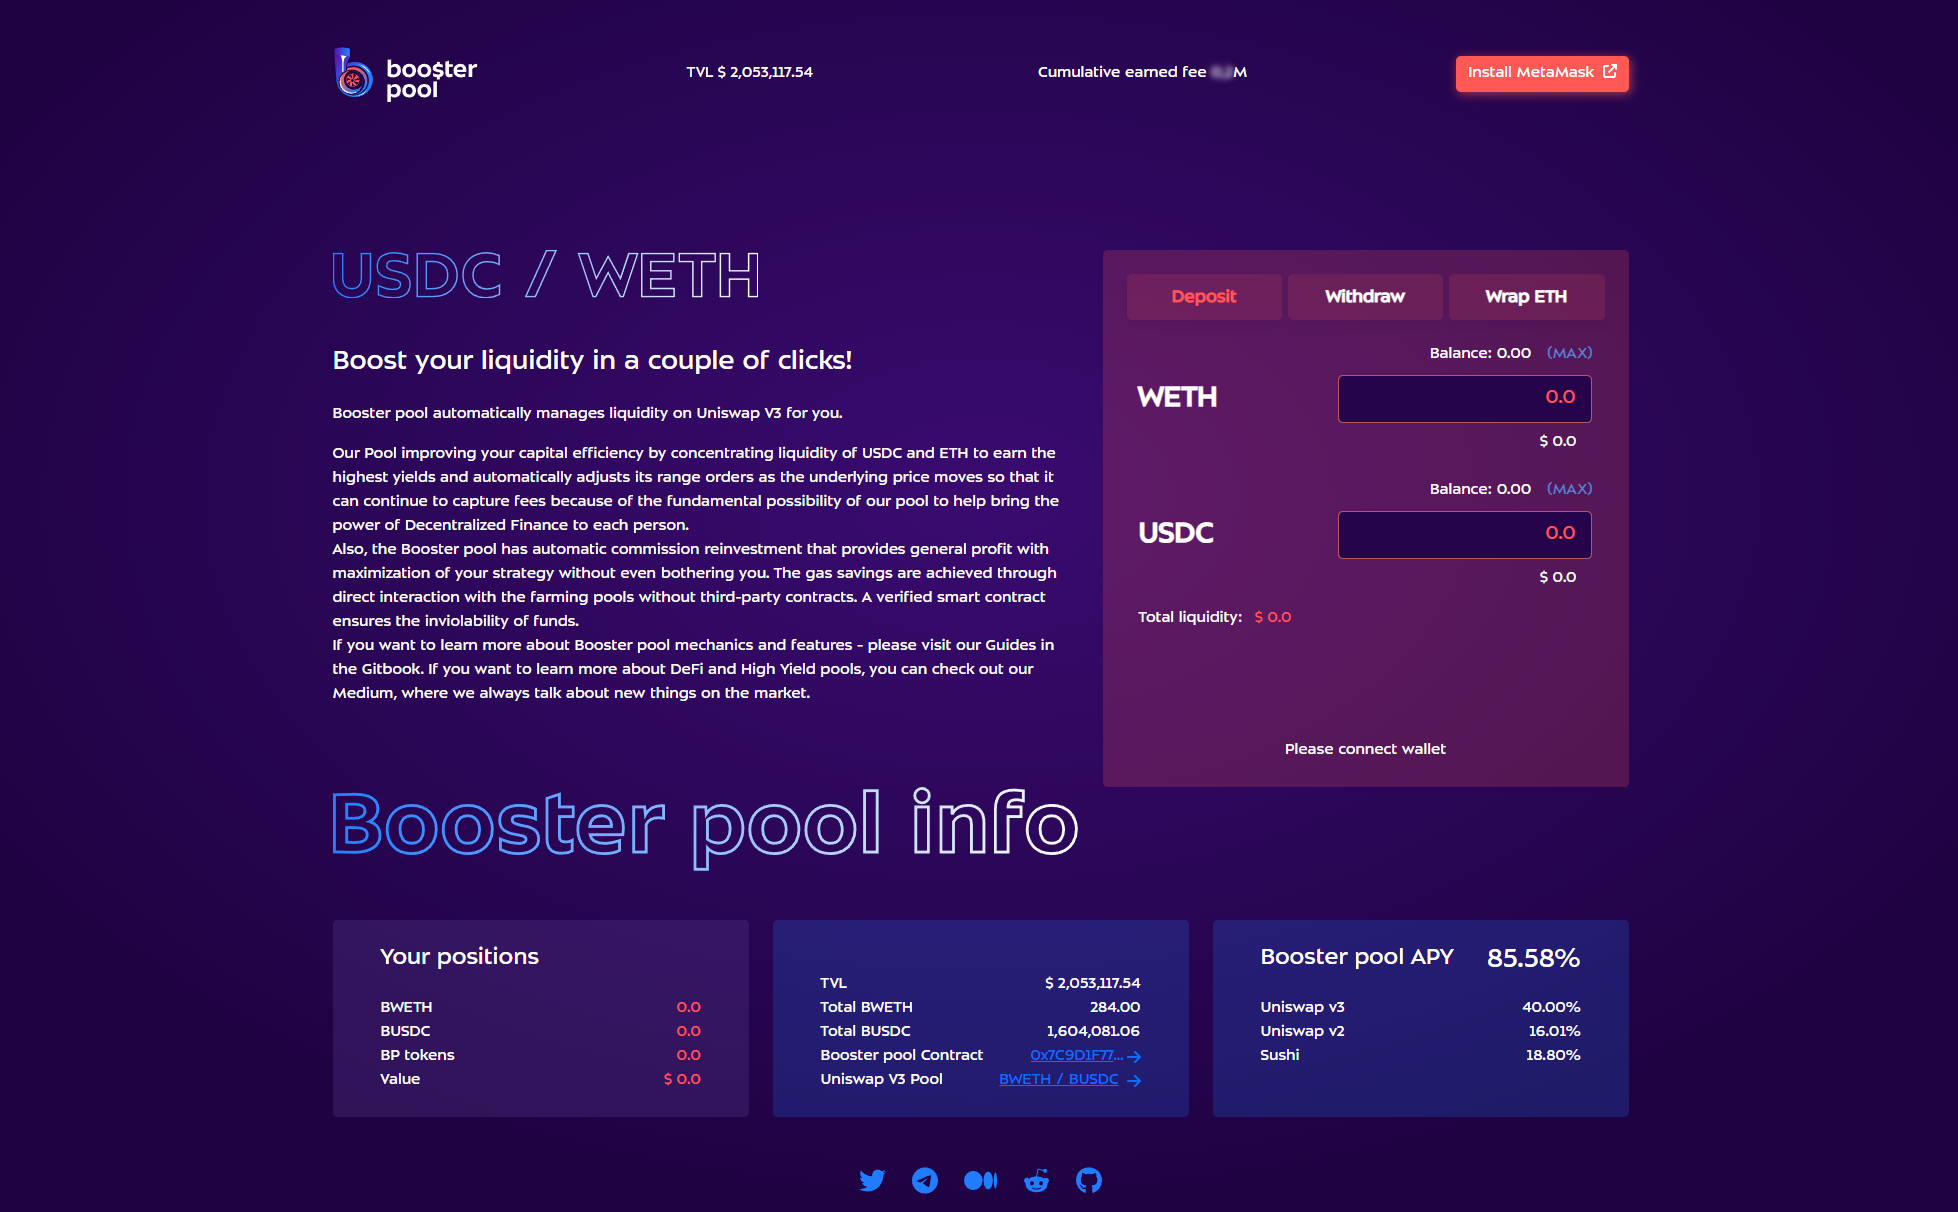 boo$ter
pool
TVL $ 2,053,117.54
Cumulative earned fee M
Install MetaMask
USDC / WETH
Boost your liquidity in a couple of clicks!
Booster pool automatically manages liquidity on Uniswap V3 for you.
Our Pool improving your capital efficiency by concentrating liquidity of USDC and ETH to earn the
highest yields and automatically adjusts its range orders as the underlying price moves so that it
can continue to capture fees because of the fundamental possibility of our pool to help bring the
power of Decentralized Finance to each person.
Also, the Booster pool has automatic commission reinvestment that provides general profit with
maximization of your strategy without even bothering you. The gas savings are achieved through
direct interaction with the farming pools without third-party contracts. A verified smart contract
ensures the inviolability of funds.
If you want to learn more about Booster pool mechanics and features - please visit our Guides in
the Gitbook. If you want to learn more about DeFi and High Yield pools, you can check out our
Medium, where we always talk about new things on the market.
Deposit Withdraw Wrap ETH
Balance: 0.00 (MAX)
WETH 0.0
$ 0.0
Balance: 0.00 (MAX)
USDC 0.0
$ 0.0
Total liquidity: $ 0.0
Please connect wallet
Booster pool info
Your positions
BWETH 0.0
BUSDC 0.0
BP tokens 0.0
Value $ 0.0
TVL $ 2,053,117.54
Total BWETH 284.00
Total BUSDC 1,604,081.06
Booster pool Contract 0x7C9D1F77...
Uniswap V3 Pool BWETH / BUSDC
Booster pool APY 85.58%
Uniswap v3 40.00%
Uniswap v2 16.01%
Sushi 18.80%